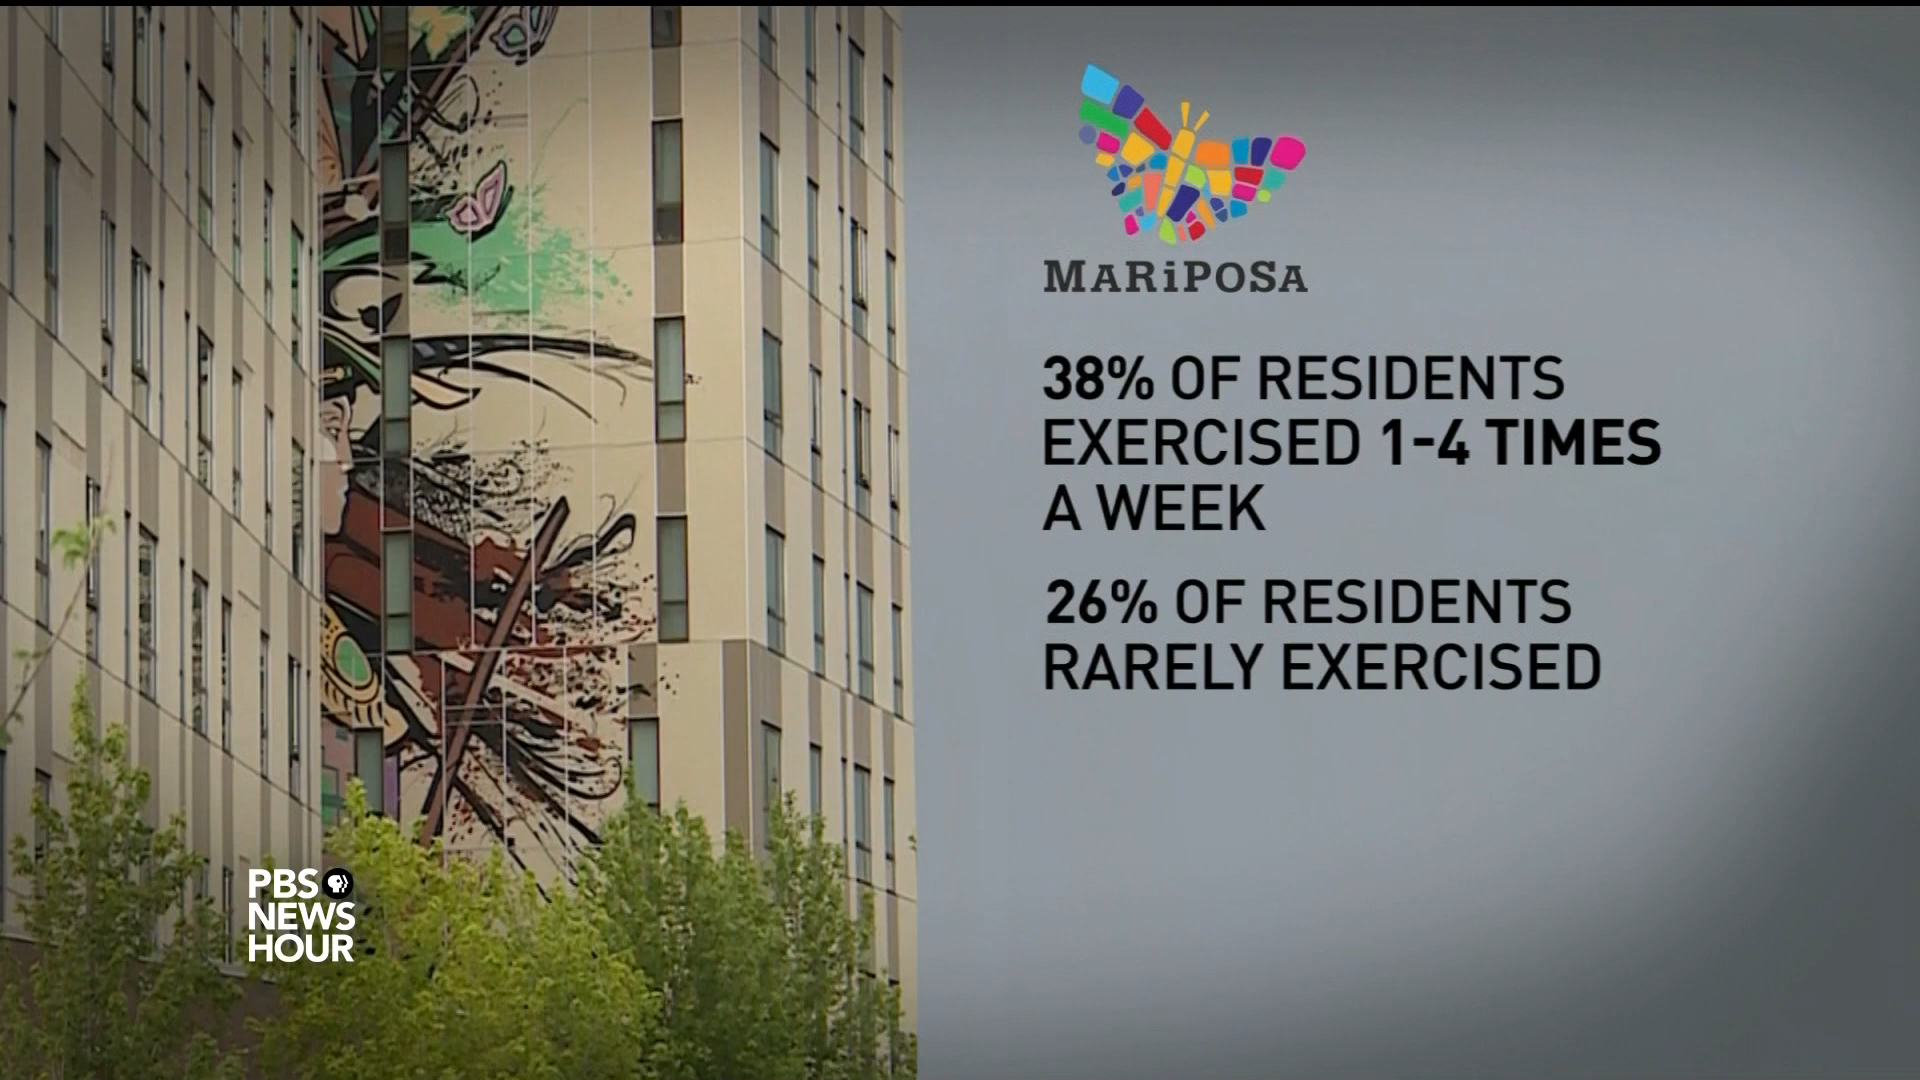 MARiPOSA
38% OF RESIDENTS
EXERCISED 1-4 TIMES
A WEEK
26% OF RESIDENTS
RARELY EXERCISED
PBS
NEWS
HOUR